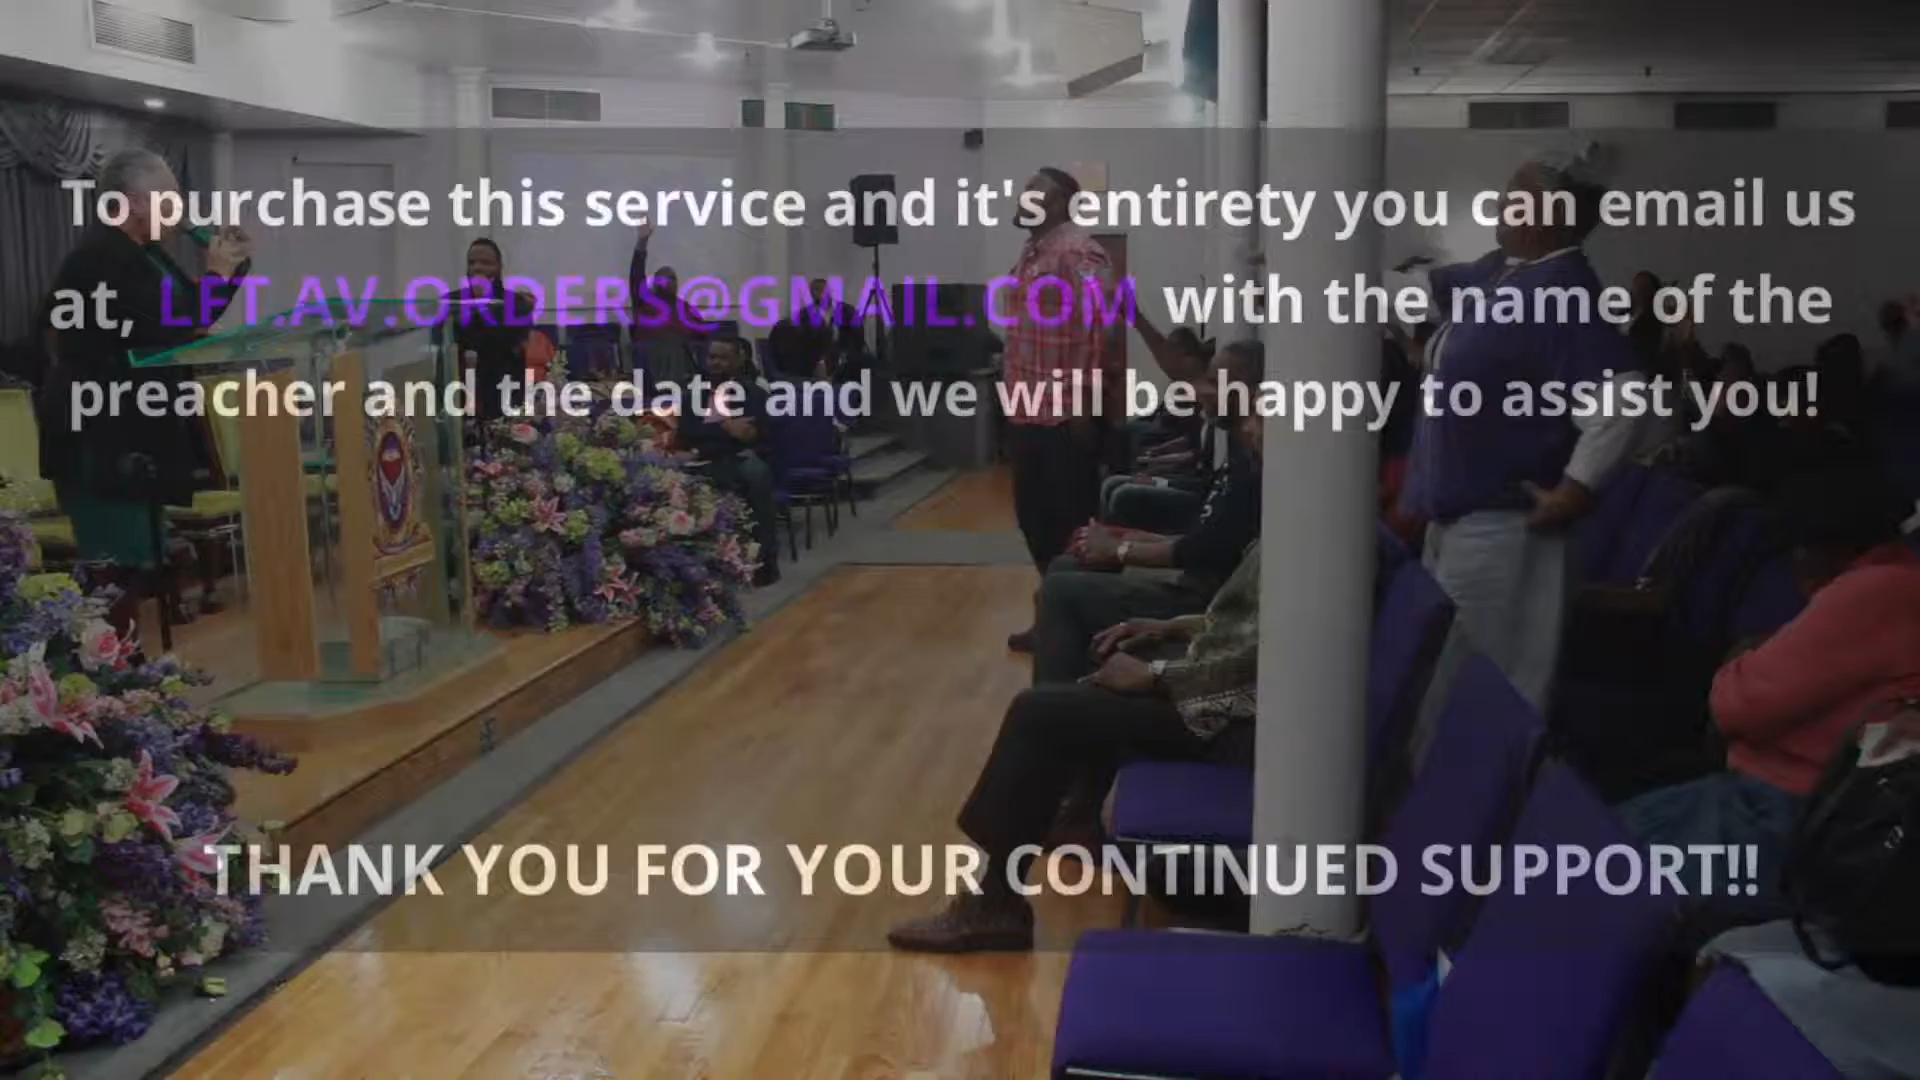 To purchase this service and it's entirety you can email us
at, LFT.AV.ORDERS@GMAIL.COM with the name of the
preacher and the date and we will be happy to assist you!
THANK YOU FOR YOUR CONTINUED SUPPORT!!